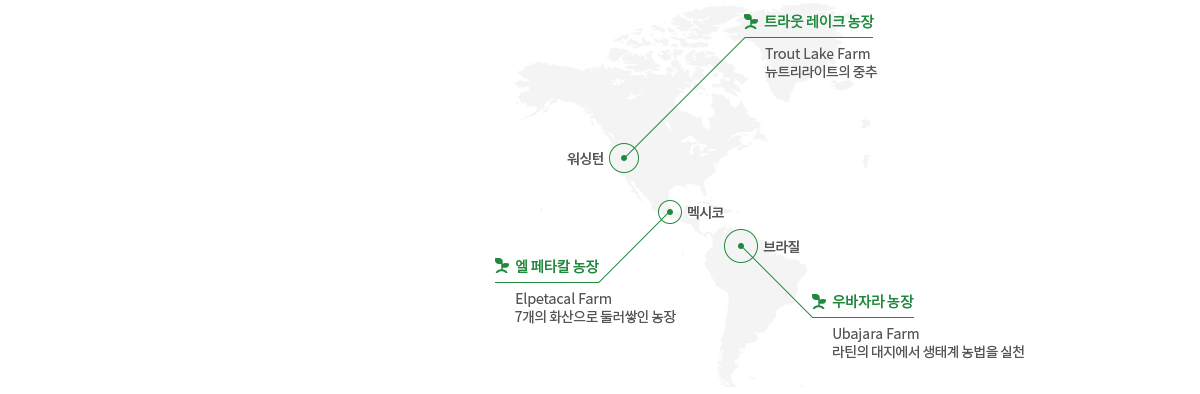 트라웃 레이크 농장
Trout Lake Farm
뉴트리라이트의 중추
워싱턴
멕시코
브라질
엘 페타칼 농장
Elpetacal Farm
7개의 화산으로 둘러쌓인 농장
우바자라 농장
Ubajara Farm
라틴의 대지에서 생태계 농법을 실천